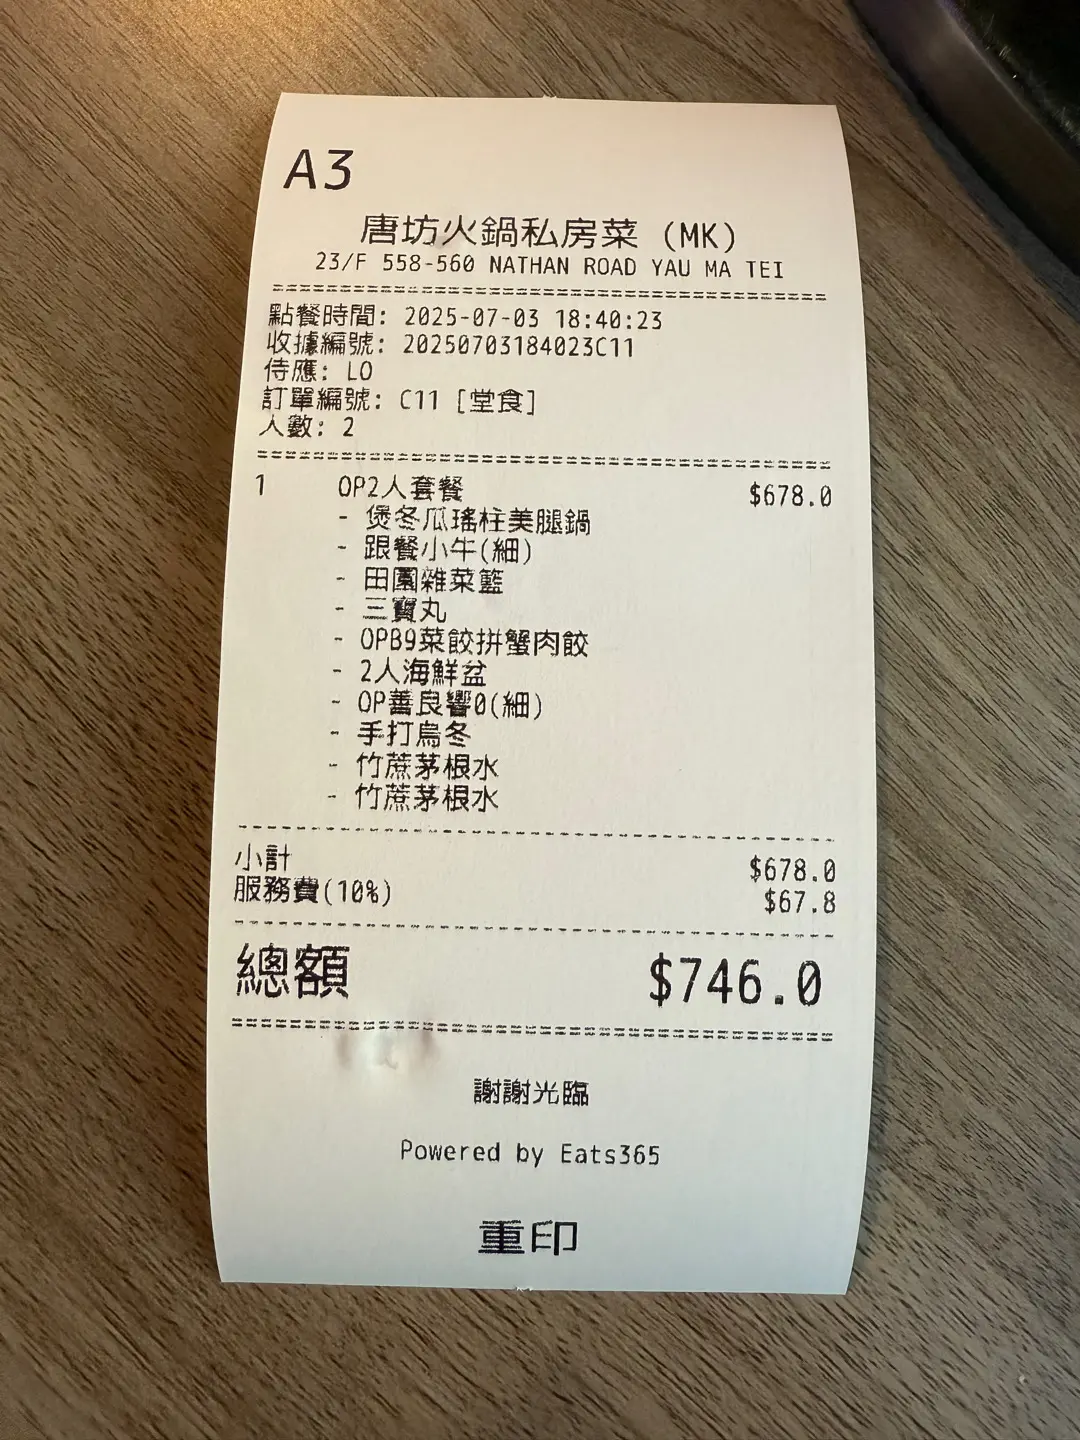 A3
唐坊火鍋私房菜 (MK)
23/F 558-560 NATHAN ROAD YAU MA TEI
點餐時間: 2025-07-03 18:40:23
收據編號: 20250703184023C11
侍應: LO
訂單編號: C11 [堂食]
人數: 2
1 OP2人套餐 $678.0
- 煲冬瓜瑤柱美腿鍋
- 跟餐小牛(細)
- 田園雜菜籃
- 三寶丸
- OPB9菜餃拼蟹肉餃
- 2人海鮮盆
- OP善良響0(細)
- 手打烏冬
- 竹蔗茅根水
- 竹蔗茅根水
小計 $678.0
服務費(10%) $67.8
總額 $746.0
謝謝光臨
Powered by Eats365
重印